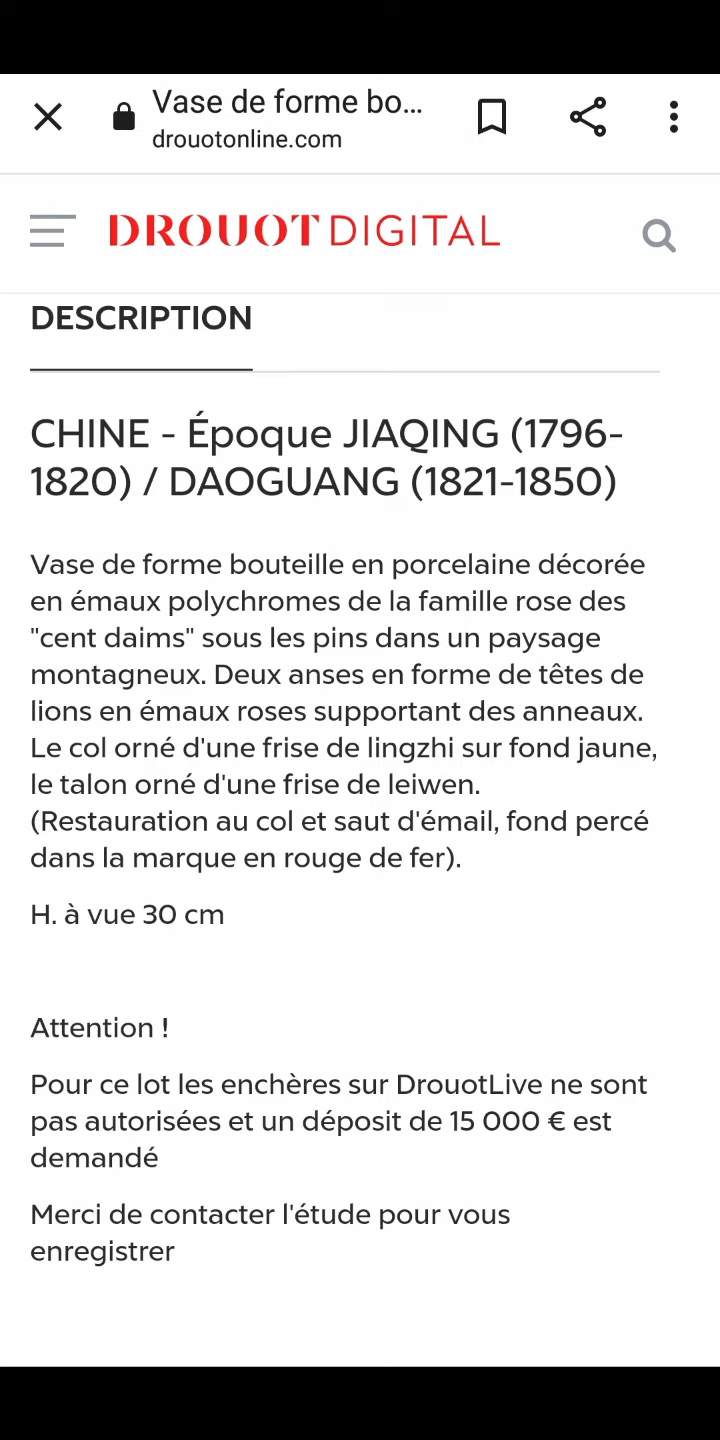 Vase de forme bo...
drouotonline.com
DROUOT DIGITAL
DESCRIPTION
CHINE - Époque JIAQING (1796-
1820) / DAOGUANG (1821-1850)
Vase de forme bouteille en porcelaine décorée
en émaux polychromes de la famille rose des
"cent daims" sous les pins dans un paysage
montagneux. Deux anses en forme de têtes de
lions en émaux roses supportant des anneaux.
Le col orné d'une frise de lingzhi sur fond jaune,
le talon orné d'une frise de leiwen.
(Restauration au col et saut d'émail, fond percé
dans la marque en rouge de fer).
H. à vue 30 cm
Attention !
Pour ce lot les enchères sur DrouotLive ne sont
pas autorisées et un déposit de 15 000 € est
demandé
Merci de contacter l'étude pour vous
enregistrer